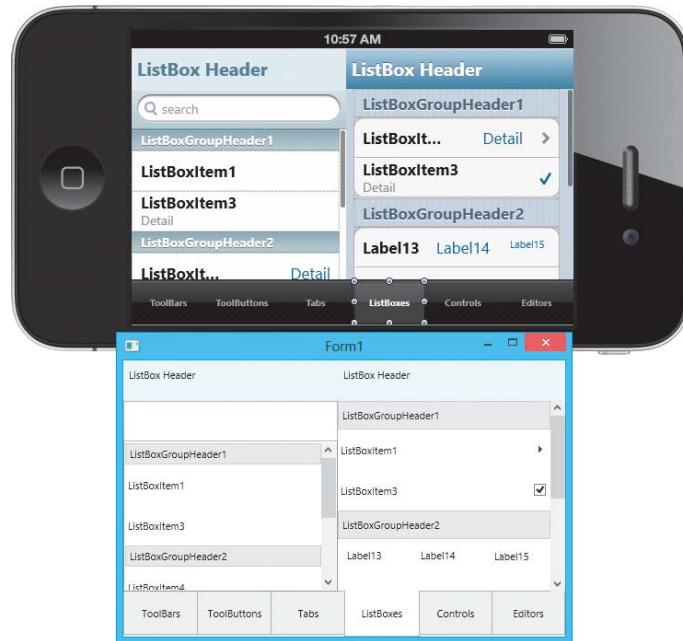 10:57 AM
ListBox Header
search
ListBoxGroupHeader1
ListBoxItem1
ListBoxItem3
Detail
ListBoxGroupHeader2
ListBoxIt... Detail
ListBox Header
ListBoxGroupHeader1
ListBoxIt... Detail
ListBoxItem3
Detail
ListBoxGroupHeader2
Label13 Label14 Label15
ToolBars ToolButtons Tabs ListBoxes Controls Editors
Form1
ListBox Header
ListBoxGroupHeader1
ListBoxItem1
ListBoxItem3
ListBoxGroupHeader2
ListBoxItem4
ListBox Header
ListBoxGroupHeader1
ListBoxItem1
ListBoxItem3
ListBoxGroupHeader2
Label13 Label14 Label15
ToolBars ToolButtons Tabs ListBoxes Controls Editors